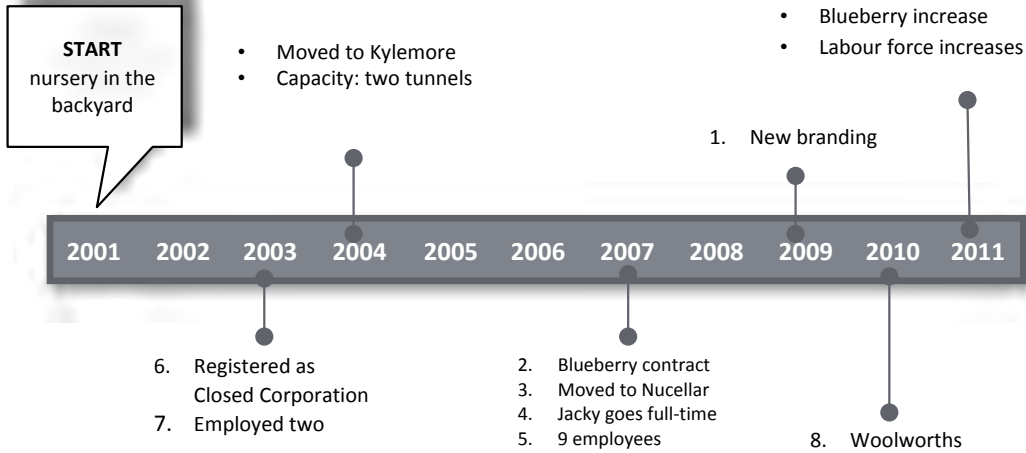 START
nursery in the
backyard
• Moved to Kylemore
• Capacity: two tunnels
1. New branding
• Blueberry increase
• Labour force increases
2001 2002 2003 2004 2005 2006 2007 2008 2009 2010 2011
6. Registered as
Closed Corporation
7. Employed two
2. Blueberry contract
3. Moved to Nucellar
4. Jacky goes full-time
5. 9 employees
8. Woolworths